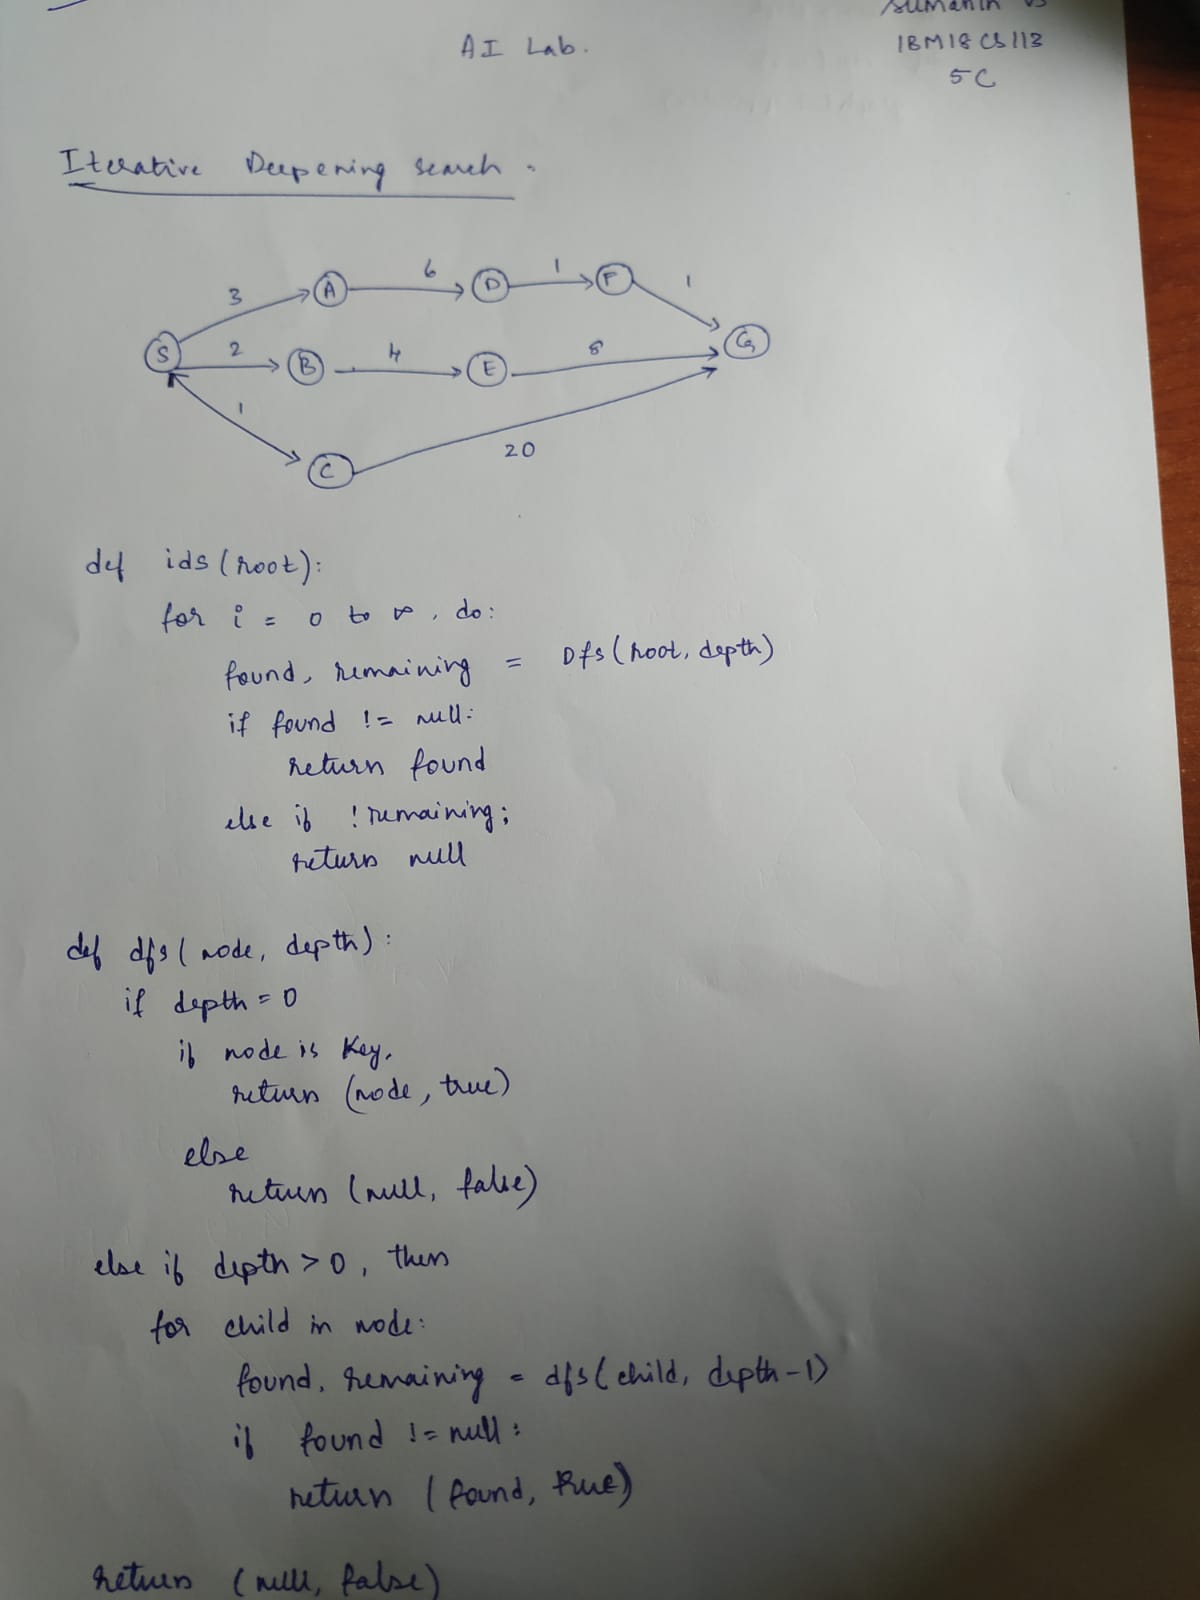 AI Lab.
1BM18CS113
5C
Iterative Deepening search.
3
A
6
D
1
F
1
S
2
B
4
E
8
G
1
C
20
def ids (root):
for i = 0 to ∞, do:
found, remaining = Dfs (root, depth)
if found != null:
return found
else if !remaining;
return null
def dfs ( node, depth) :
if depth = 0
if node is key,
return (node, true)
else
return (null, false)
else if depth > 0, then
for child in node:
found, remaining = dfs ( child, depth-1)
if found != null :
return ( found, true)
return (null, false)